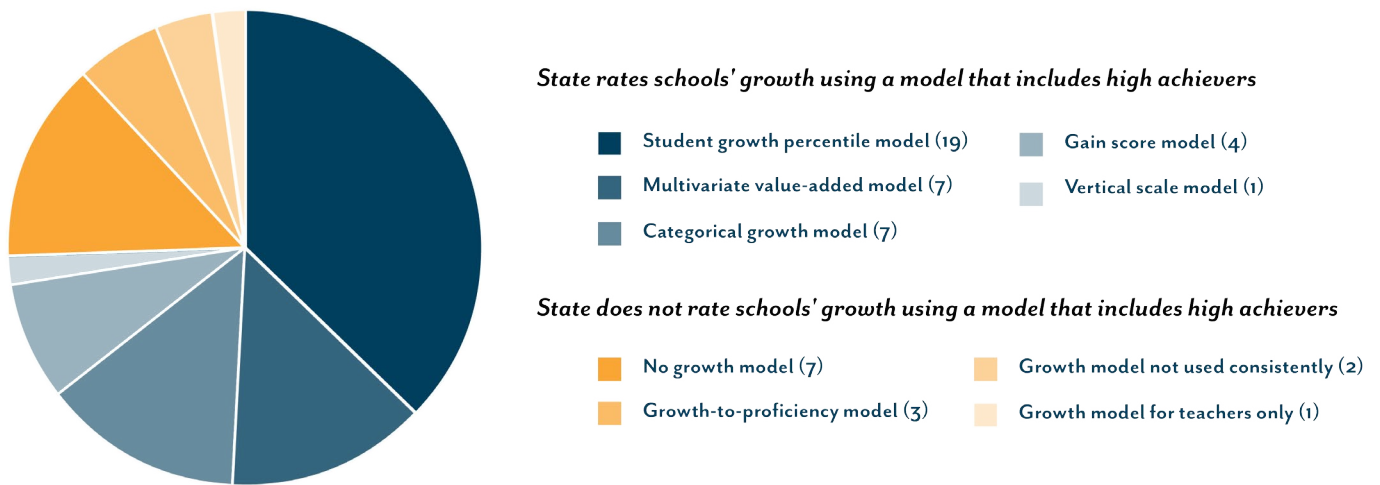 State rates schools' growth using a model that includes high achievers
Student growth percentile model (19)
Multivariate value-added model (7)
Categorical growth model (7)
Gain score model (4)
Vertical scale model (1)
State does not rate schools' growth using a model that includes high achievers
No growth model (7)
Growth-to-proficiency model (3)
Growth model not used consistently (2)
Growth model for teachers only (1)